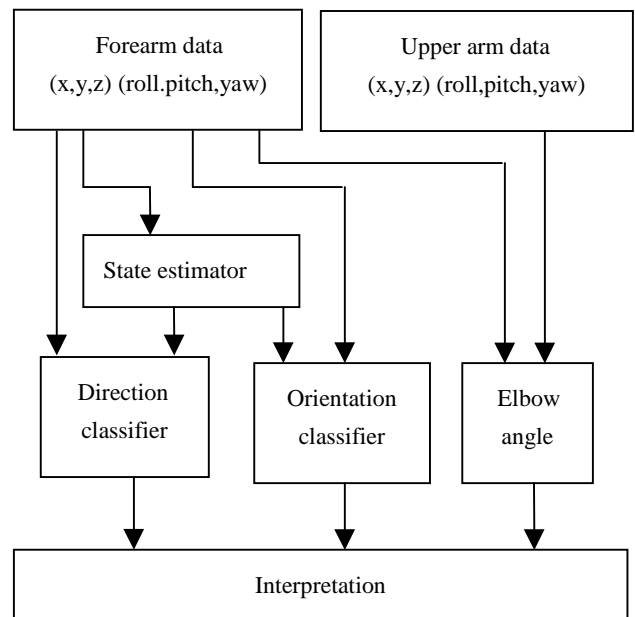 Forearm data
(x,y,z) (roll.pitch,yaw)
Upper arm data
(x,y,z) (roll,pitch,yaw)
State estimator
Direction
classifier
Orientation
classifier
Elbow
angle
Interpretation